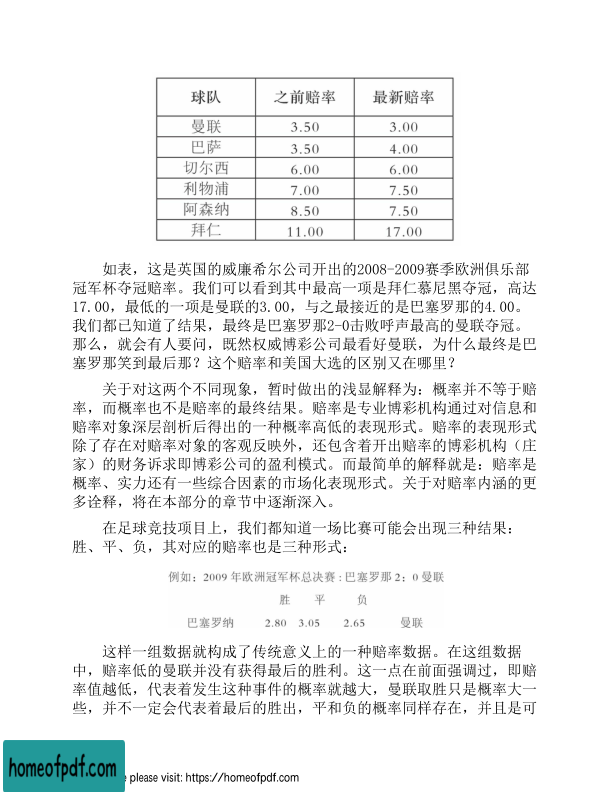 球队 之前赔率 最新赔率
曼联 3.50 3.00
巴萨 3.50 4.00
切尔西 6.00 6.00
利物浦 7.00 7.50
阿森纳 8.50 7.50
拜仁 11.00 17.00
如表，这是英国的威廉希尔公司开出的2008-2009赛季欧洲俱乐部
冠军杯夺冠赔率。我们可以看到其中最高一项是拜仁慕尼黑夺冠，高达
17.00，最低的一项是曼联的3.00，与之最接近的是巴塞罗那的4.00。
我们都已知道了结果，最终是巴塞罗那2-0击败呼声最高的曼联夺冠。
那么，就会有人要问，既然权威博彩公司最看好曼联，为什么最终是巴
塞罗那笑到最后那？这个赔率和美国大选的区别又在哪里？
关于对这两个不同现象，暂时做出的浅显解释为：概率并不等于赔
率，而概率也不是赔率的最终结果。赔率是专业博彩机构通过对信息和
赔率对象深层剖析后得出的一种概率高低的表现形式。赔率的表现形式
除了存在对赔率对象的客观反映外，还包含着开出赔率的博彩机构（庄
家）的财务诉求即博彩公司的盈利模式。而最简单的解释就是：赔率是
概率、实力还有一些综合因素的市场化表现形式。关于对赔率内涵的更
多诠释，将在本部分的章节中逐渐深入。
在足球竞技项目上，我们都知道一场比赛可能会出现三种结果：
胜、平、负，其对应的赔率也是三种形式：
例如：2009 年欧洲冠军杯总决赛：巴塞罗那 2：0 曼联
胜 平 负
巴塞罗纳 2.80 3.05 2.65 曼联
这样一组数据就构成了传统意义上的一种赔率数据。在这组数据
中，赔率低的曼联并没有获得最后的胜利。这一点在前面强调过，即赔
率值越低，代表着发生这种事件的概率就越大，曼联取胜只是概率大一
些，并不一定会代表着最后的胜出，平和负的概率同样存在，并且是可
homeofpdf.com
e please visit: https://homeofpdf.com